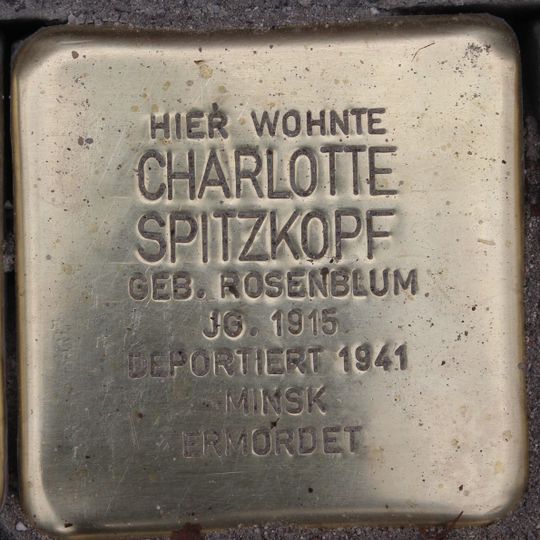 HIER WOHNTE
CHARLOTTE
SPITZKOPF
GEB. ROSENBLUM
JG. 1915
DEPORTIERT 1941
MINSK
ERMORDET